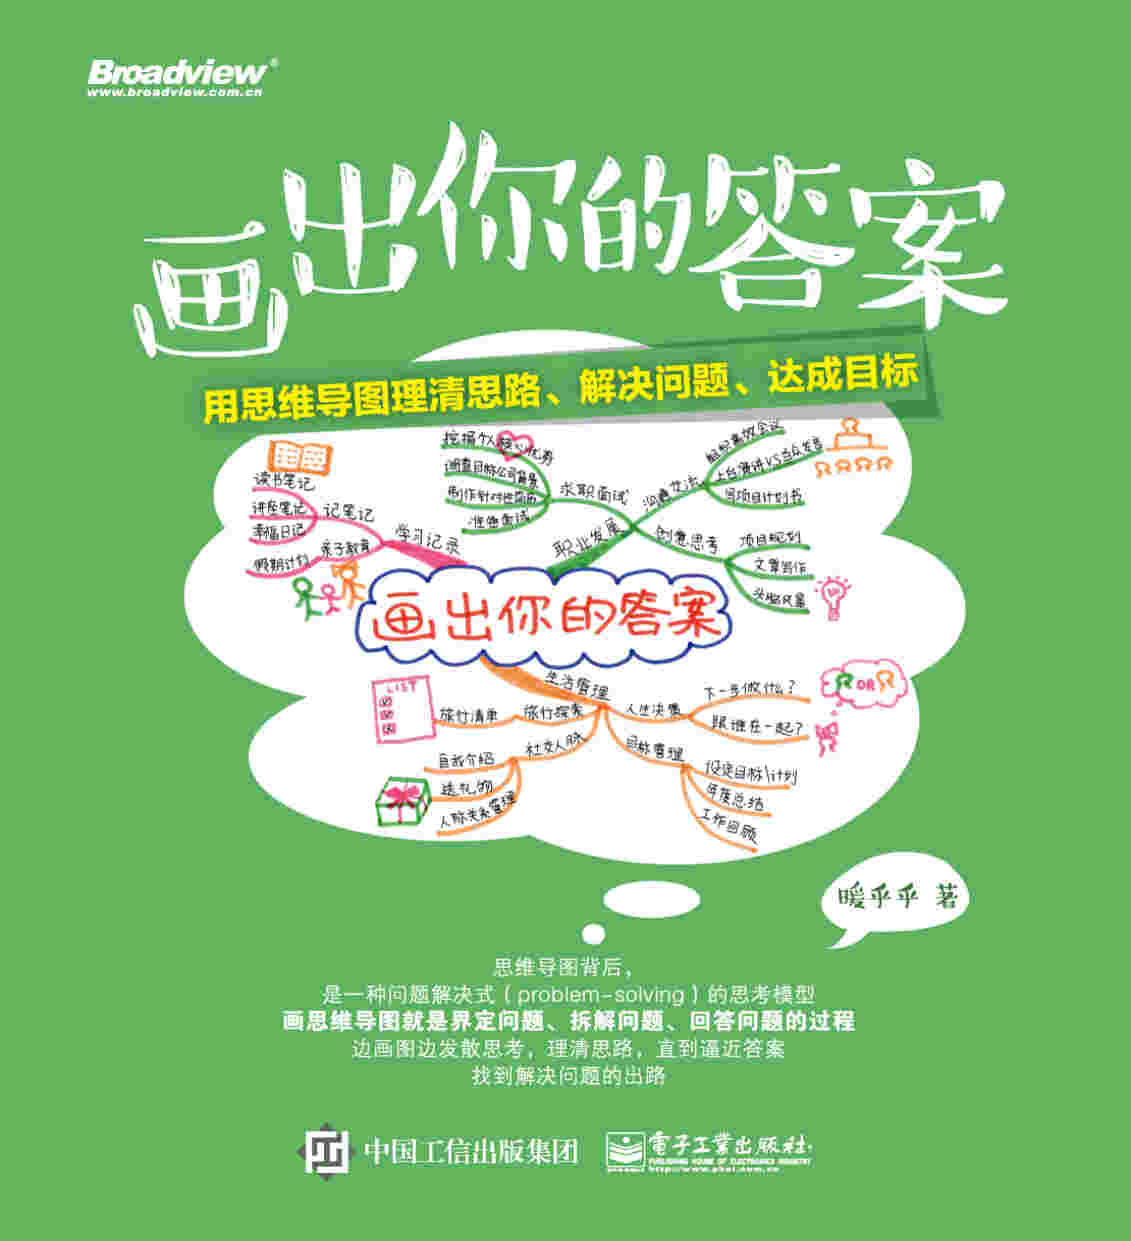 Broadview®
www.broadview.com.cn
画出你的答案
用思维导图理清思路、解决问题、达成目标
挖掘个人核心优势
调查目标公司背景
制作针对性简历
准备面试
求职面试
职业发展
沟通交流
组织高效会议
上台演讲VS当众发言
写项目计划书
创意思考
项目规划
文章写作
头脑风暴
读书笔记
讲座笔记
幸福日记
记笔记
学习记录
亲子教育
假期计划
画出你的答案
生活管理
LIST
旅行清单
旅行探索
社交人脉
自我介绍
送礼物
人际关系管理
人生决策
下一步做什么?
跟谁在一起?
OR
目标管理
设定目标\计划
年度总结
工作回顾
暖乎乎 著
思维导图背后,
是一种问题解决式(problem-solving)的思考模型
画思维导图就是界定问题、拆解问题、回答问题的过程
边画图边发散思考,理清思路,直到逼近答案
找到解决问题的出路
中国工信出版集团
電子工業出版社·
PUBLISHING HOUSE OF ELECTRONICS INDUSTRY
http://www.phei.com.cn